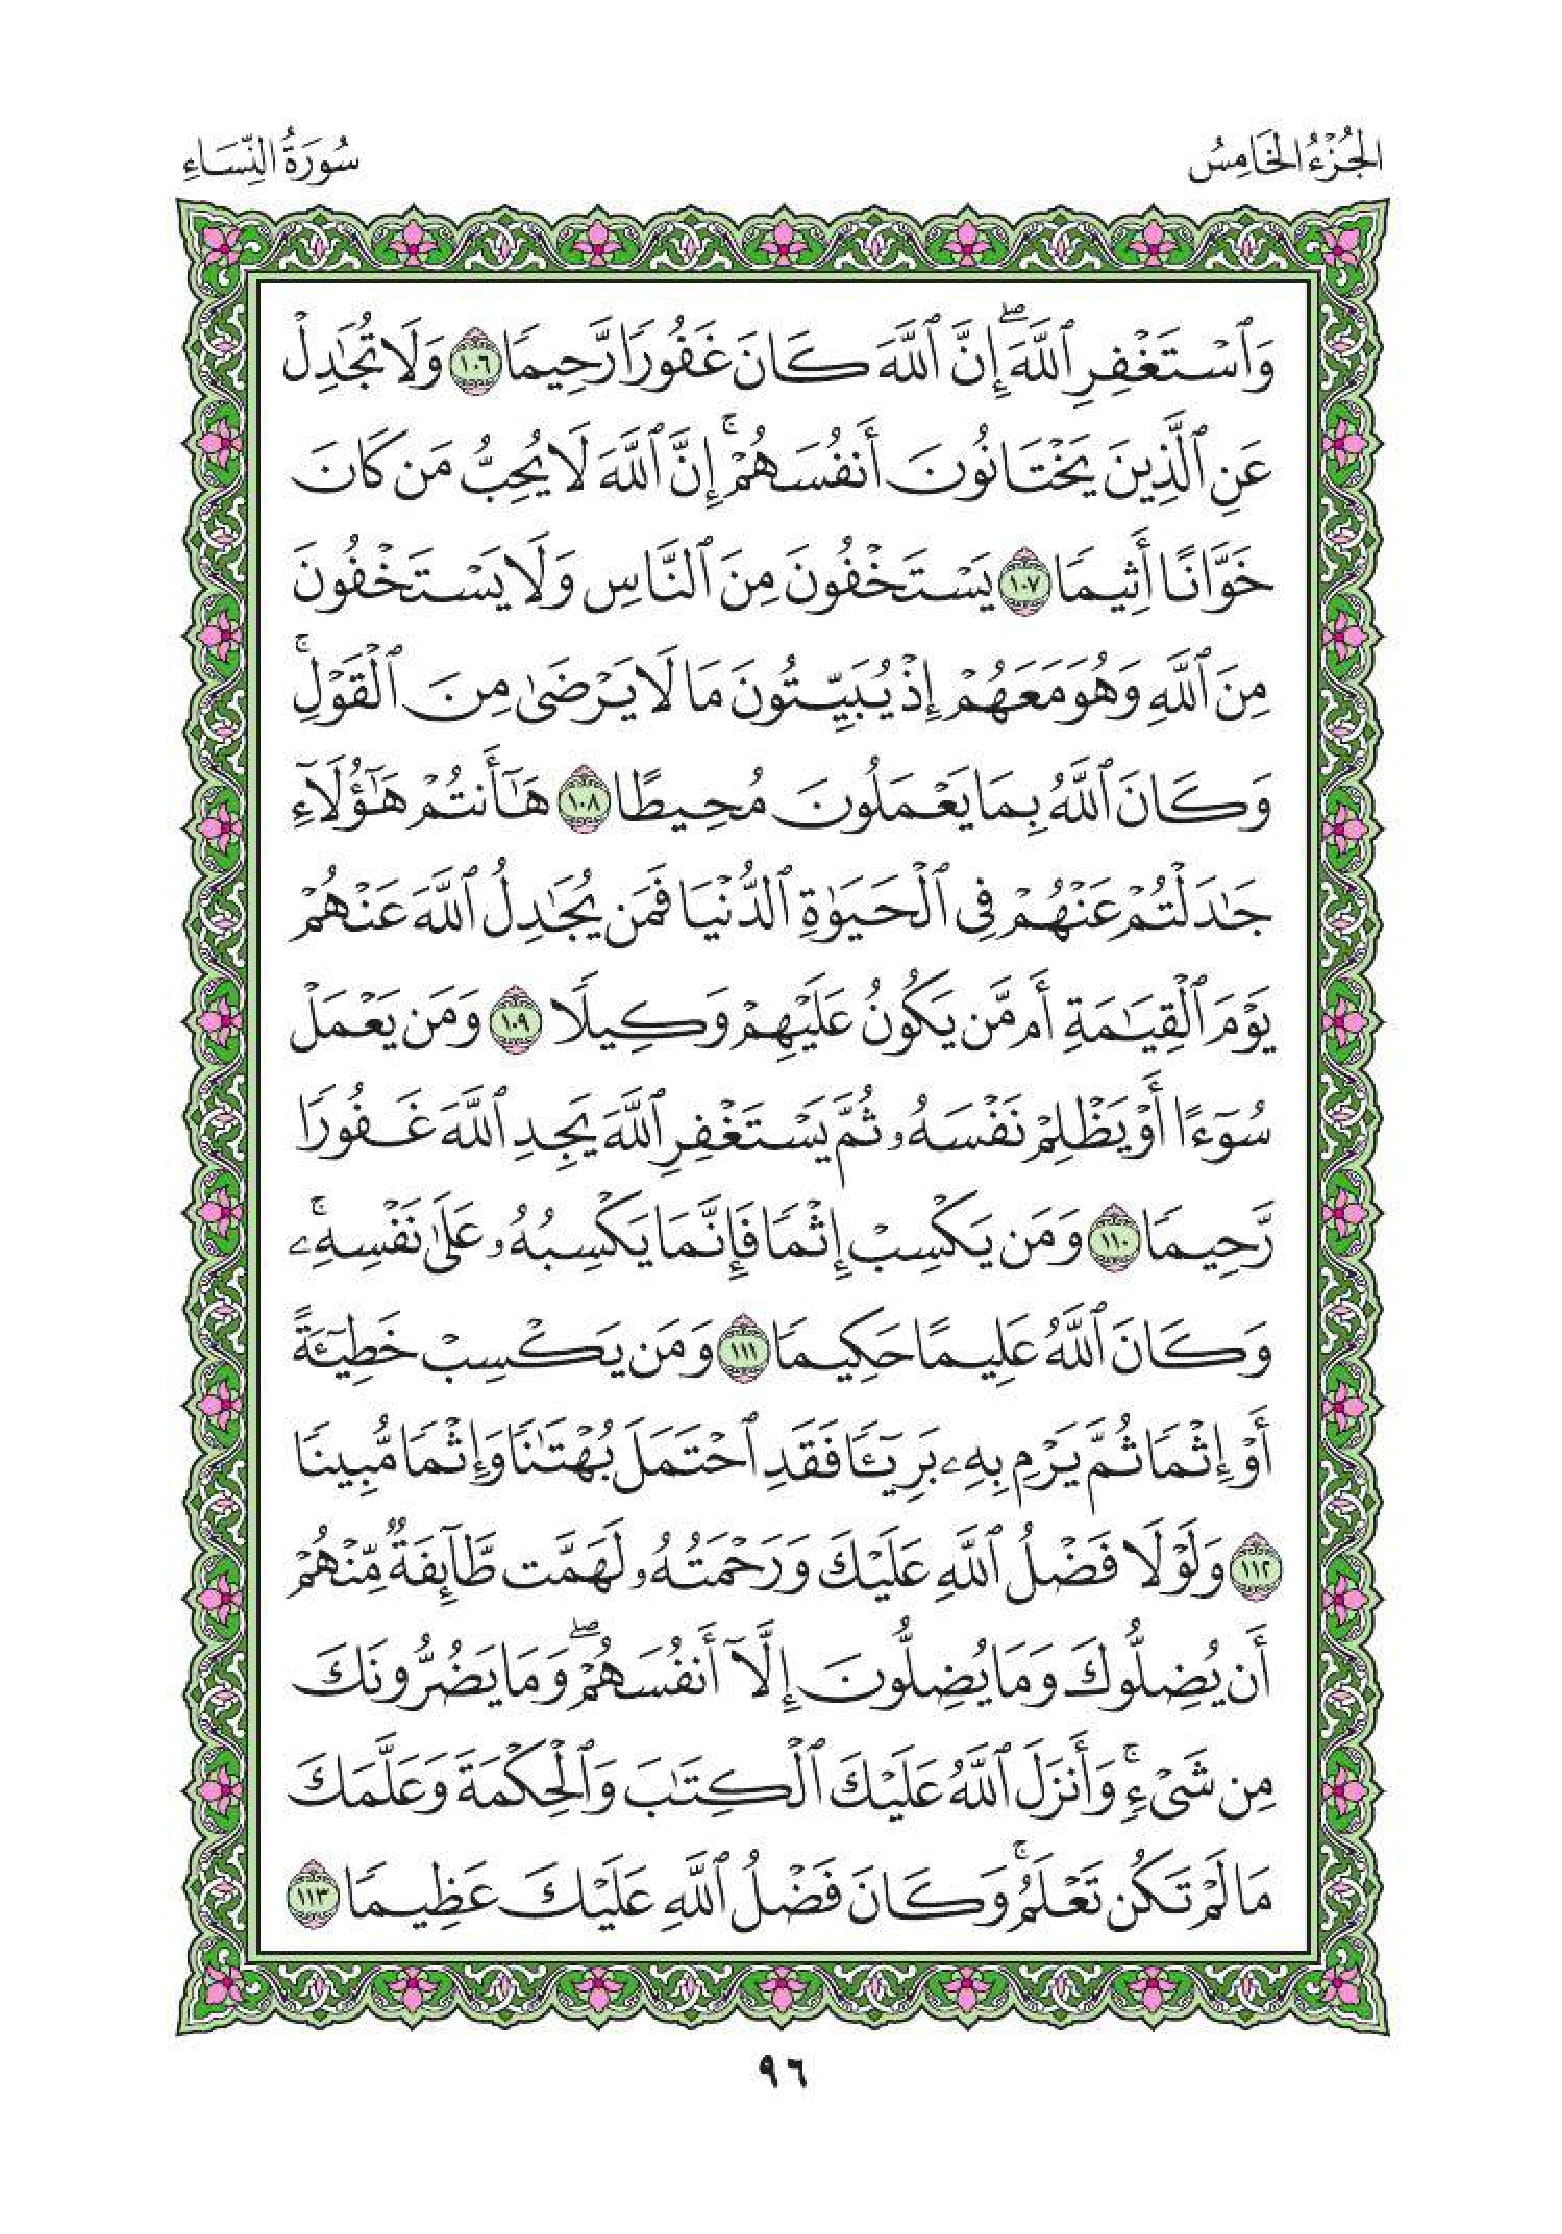 الجُزْءُ الخَامِسُ
سُورَةُ النِّسَاءِ
وَٱسْتَغْفِرِ ٱللَّهَ ۖ إِنَّ ٱللَّهَ كَانَ غَفُورًا رَّحِيمًا ١٠٦ وَلَا تُجَٰدِلْ
عَنِ ٱلَّذِينَ يَخْتَانُونَ أَنفُسَهُمْ ۚ إِنَّ ٱللَّهَ لَا يُحِبُّ مَن كَانَ
خَوَّانًا أَثِيمًا ١٠٧ يَسْتَخْفُونَ مِنَ ٱلنَّاسِ وَلَا يَسْتَخْفُونَ
مِنَ ٱللَّهِ وَهُوَ مَعَهُمْ إِذْ يُبَيِّتُونَ مَا لَا يَرْضَىٰ مِنَ ٱلْقَوْلِ ۚ
وَكَانَ ٱللَّهُ بِمَا يَعْمَلُونَ مُحِيطًا ١٠٨ هَٰٓأَنتُمْ هَٰٓؤُلَآءِ
جَٰدَلْتُمْ عَنْهُمْ فِى ٱلْحَيَوٰةِ ٱلدُّنْيَا فَمَن يُجَٰدِلُ ٱللَّهَ عَنْهُمْ
يَوْمَ ٱلْقِيَٰمَةِ أَم مَّن يَكُونُ عَلَيْهِمْ وَكِيلًا ١٠٩ وَمَن يَعْمَلْ
سُوٓءًا أَوْ يَظْلِمْ نَفْسَهُۥ ثُمَّ يَسْتَغْفِرِ ٱللَّهَ يَجِدِ ٱللَّهَ غَفُورًا
رَّحِيمًا ١١٠ وَمَن يَكْسِبْ إِثْمًا فَإِنَّمَا يَكْسِبُهُۥ عَلَىٰ نَفْسِهِۦ ۚ
وَكَانَ ٱللَّهُ عَلِيمًا حَكِيمًا ١١١ وَمَن يَكْسِبْ خَطِيٓـَٔةً
أَوْ إِثْمًا ثُمَّ يَرْمِ بِهِۦ بَرِيٓـًٔا فَقَدِ ٱحْتَمَلَ بُهْتَٰنًا وَإِثْمًا مُّبِينًا
١١٢ وَلَوْلَا فَضْلُ ٱللَّهِ عَلَيْكَ وَرَحْمَتُهُۥ لَهَمَّت طَّآئِفَةٌ مِّنْهُمْ
أَن يُضِلُّوكَ وَمَا يُضِلُّونَ إِلَّآ أَنفُسَهُمْ ۖ وَمَا يَضُرُّونَكَ
مِن شَىْءٍ ۚ وَأَنزَلَ ٱللَّهُ عَلَيْكَ ٱلْكِتَٰبَ وَٱلْحِكْمَةَ وَعَلَّمَكَ
مَا لَمْ تَكُن تَعْلَمُ ۚ وَكَانَ فَضْلُ ٱللَّهِ عَلَيْكَ عَظِيمًا ١١٣
٩٦